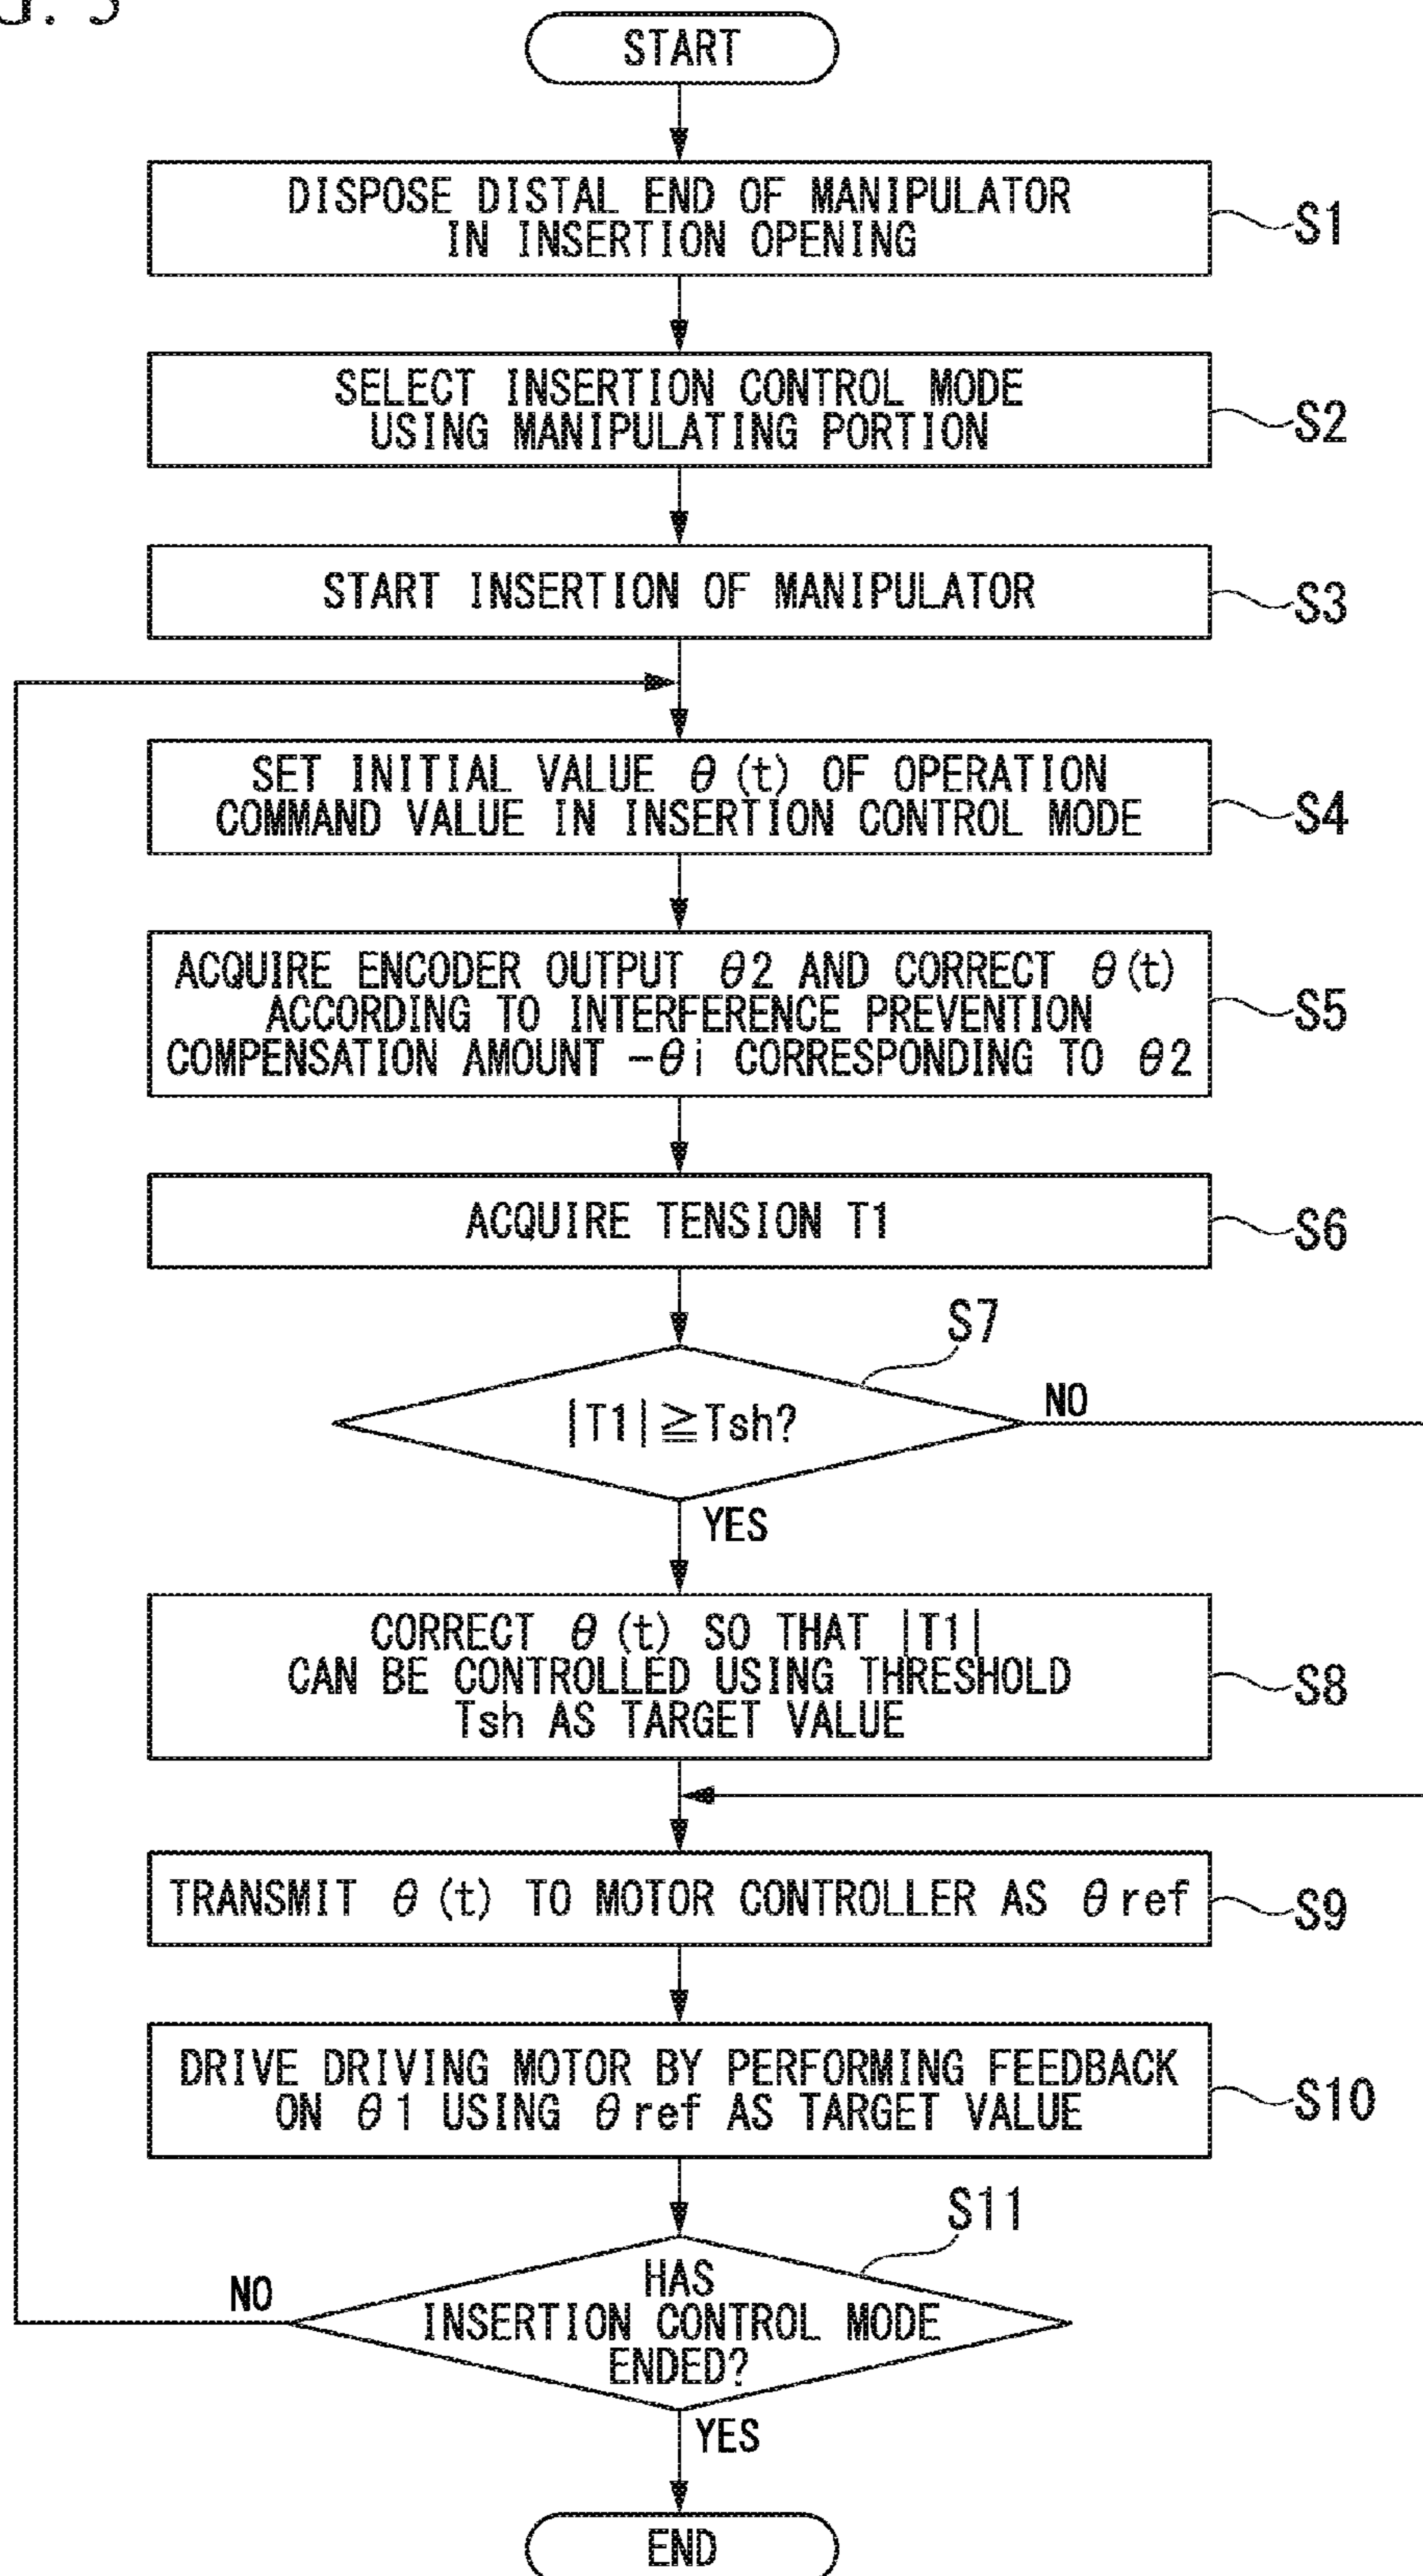 START
DISPOSE DISTAL END OF MANIPULATOR
IN INSERTION OPENING
S1
SELECT INSERTION CONTROL MODE
USING MANIPULATING PORTION
S2
START INSERTION OF MANIPULATOR
S3
SET INITIAL VALUE θ(t) OF OPERATION
COMMAND VALUE IN INSERTION CONTROL MODE
S4
ACQUIRE ENCODER OUTPUT θ2 AND CORRECT θ(t)
ACCORDING TO INTERFERENCE PREVENTION
COMPENSATION AMOUNT -θi CORRESPONDING TO θ2
S5
ACQUIRE TENSION T1
S6
S7
|T1|≧Tsh?
NO
YES
CORRECT θ(t) SO THAT |T1|
CAN BE CONTROLLED USING THRESHOLD
Tsh AS TARGET VALUE
S8
TRANSMIT θ(t) TO MOTOR CONTROLLER AS θref
S9
DRIVE DRIVING MOTOR BY PERFORMING FEEDBACK
ON θ1 USING θref AS TARGET VALUE
S10
S11
HAS
INSERTION CONTROL MODE
ENDED?
NO
YES
END